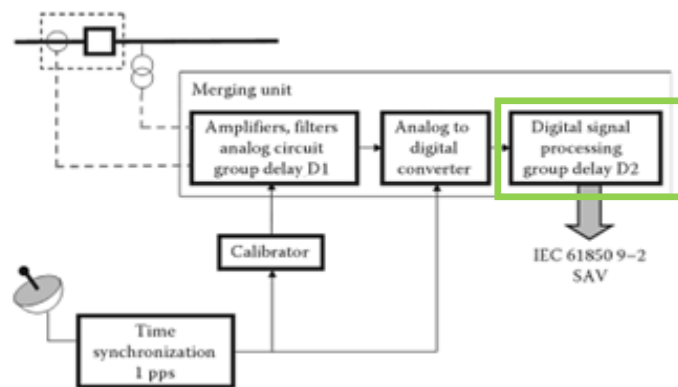 Merging unit
Amplifiers, filters
analog circuit
group delay D1
Analog to
digital
converter
Digital signal
processing
group delay D2
Calibrator
IEC 61850 9–2
SAV
Time
synchronization
1 pps